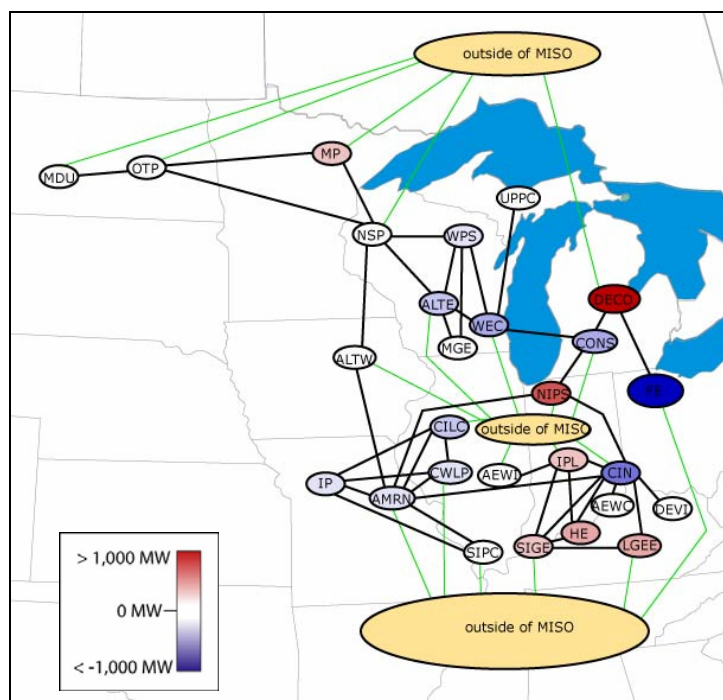 outside of MISO
MP
OTP
MDU
UPPC
NSP
WPS
DECO
ALTE
WEC
CONS
MGE
ALTW
NIPS
FE
CILC
outside of MISO
IPL
CWLP
AEWI
CIN
IP
AMRN
AEWC
DEVI
HE
SIPC
SIGE
LGEE
> 1,000 MW
0 MW
< -1,000 MW
outside of MISO